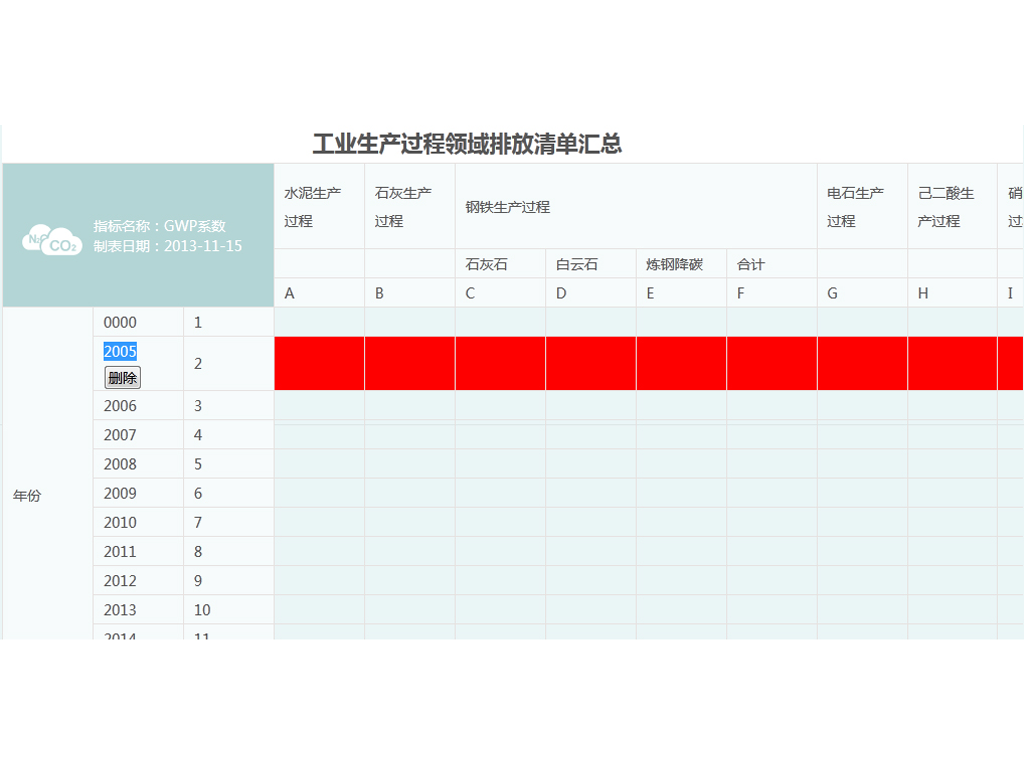 工业生产过程领域排放清单汇总
N₂O CO₂
指标名称：GWP系数
制表日期：2013-11-15
水泥生产
过程
石灰生产
过程
钢铁生产过程
电石生产
过程
己二酸生
产过程
硝
过
石灰石 白云石 炼钢降碳 合计
A B C D E F G H I
年份
0000 1
2005 2
删除
2006 3
2007 4
2008 5
2009 6
2010 7
2011 8
2012 9
2013 10
2014 11